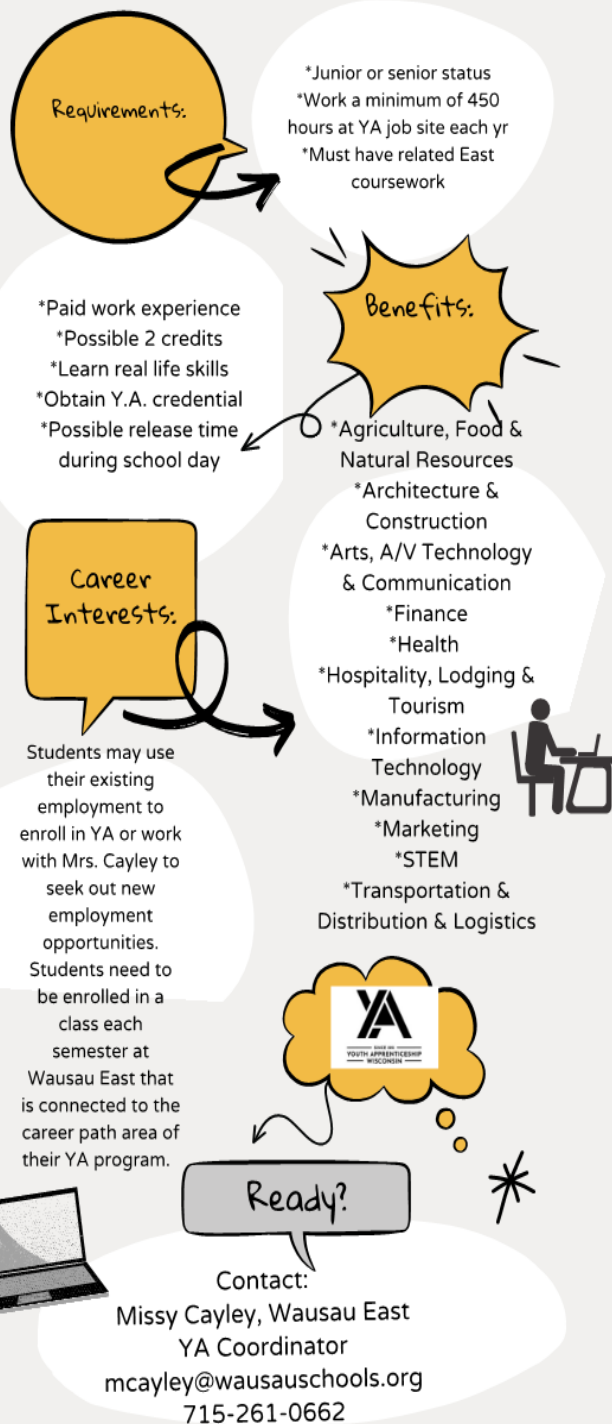 Requirements:
*Junior or senior status
*Work a minimum of 450
hours at YA job site each yr
*Must have related East
coursework
Benefits:
*Paid work experience
*Possible 2 credits
*Learn real life skills
*Obtain Y.A. credential
*Possible release time
during school day
Career
Interests:
*Agriculture, Food &
Natural Resources
*Architecture &
Construction
*Arts, A/V Technology
& Communication
*Finance
*Health
*Hospitality, Lodging &
Tourism
*Information
Technology
*Manufacturing
*Marketing
*STEM
*Transportation &
Distribution & Logistics
Students may use
their existing
employment to
enroll in YA or work
with Mrs. Cayley to
seek out new
employment
opportunities.
Students need to
be enrolled in a
class each
semester at
Wausau East that
is connected to the
career path area of
their YA program.
YA
YOUTH APPRENTICESHIP
WISCONSIN
Ready?
Contact:
Missy Cayley, Wausau East
YA Coordinator
mcayley@wausauschools.org
715-261-0662